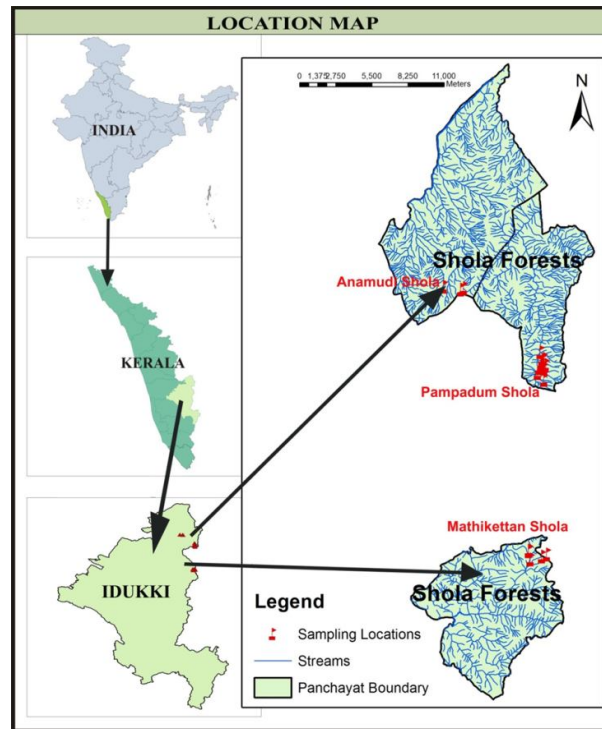 LOCATION MAP
INDIA
KERALA
IDUKKI
0 1,375 2,750 5,500 8,250 11,000
Meters
N
Shola Forests
Anamudi Shola
Pampadum Shola
Mathikettan Shola
Shola Forests
Legend
Sampling Locations
Streams
Panchayat Boundary